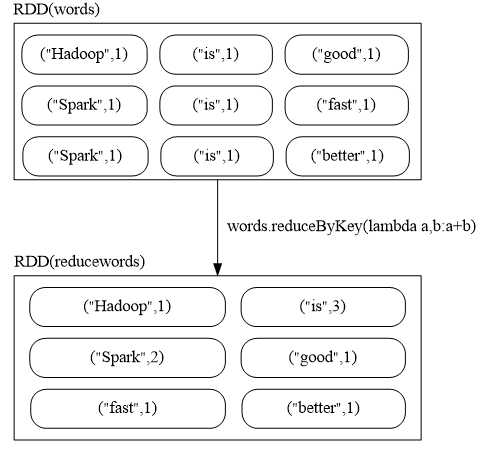 RDD(words)
("Hadoop",1) ("is",1) ("good",1)
("Spark",1) ("is",1) ("fast",1)
("Spark",1) ("is",1) ("better",1)
words.reduceByKey(lambda a,b:a+b)
RDD(reducewords)
("Hadoop",1) ("is",3)
("Spark",2) ("good",1)
("fast",1) ("better",1)